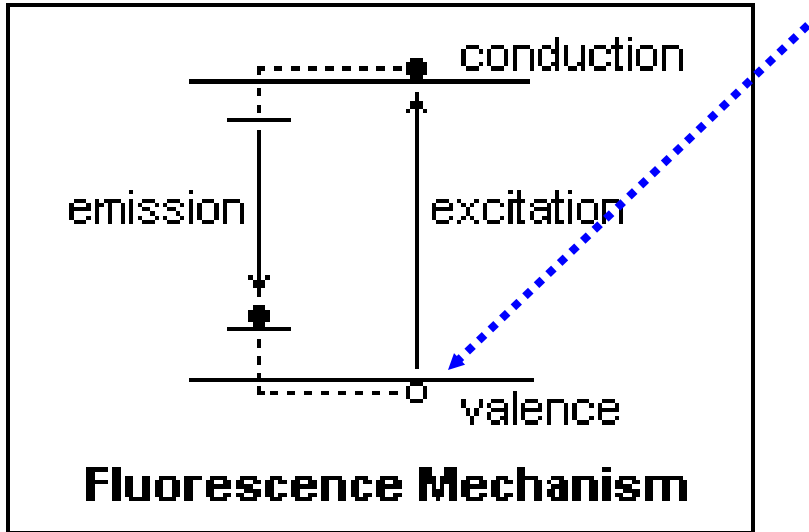 conduction
emission
excitation
valence
Fluorescence Mechanism